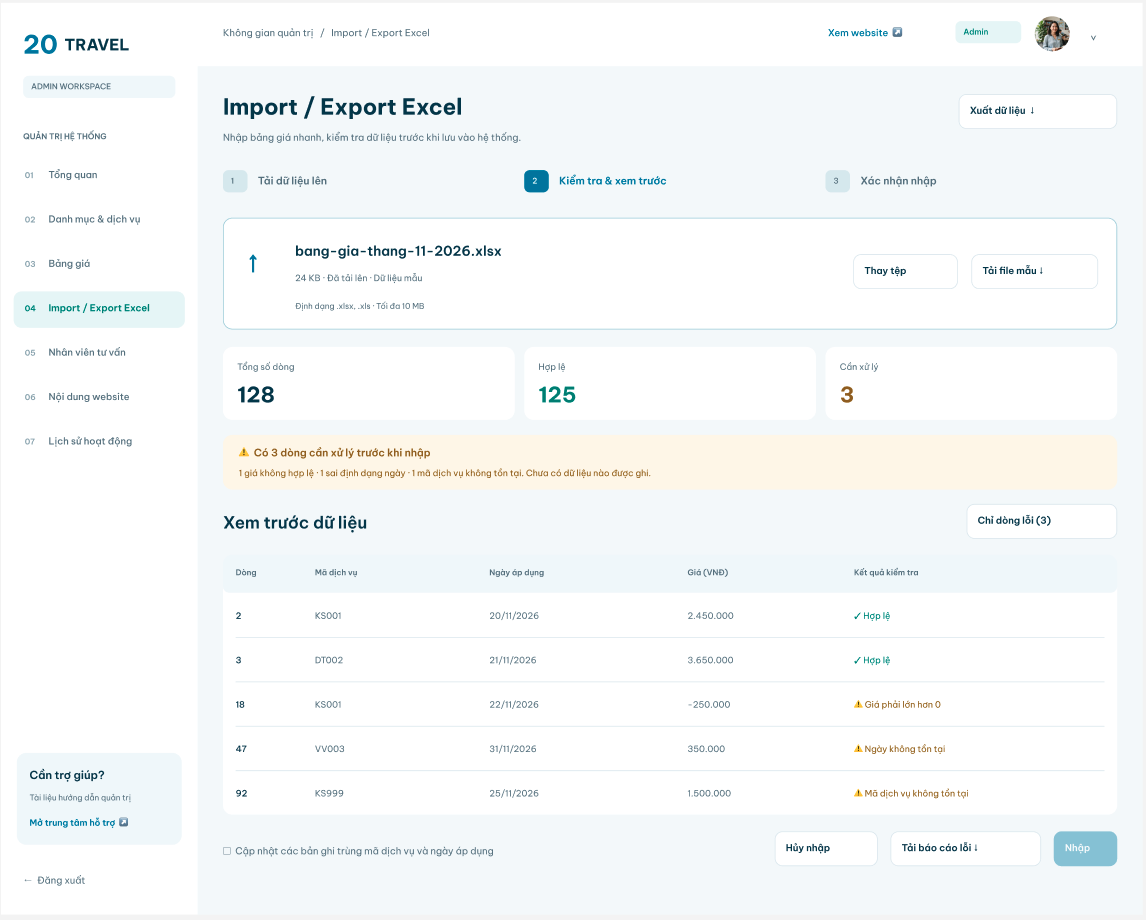 20 TRAVEL
ADMIN WORKSPACE
QUẢN TRỊ HỆ THỐNG
01 Tổng quan
02 Danh mục & dịch vụ
03 Bảng giá
04 Import / Export Excel
05 Nhân viên tư vấn
06 Nội dung website
07 Lịch sử hoạt động
Cần trợ giúp?
Tài liệu hướng dẫn quản trị
Mở trung tâm hỗ trợ ↗
← Đăng xuất
Không gian quản trị / Import / Export Excel
Xem website ↗
Admin
v
Import / Export Excel
Nhập bảng giá nhanh, kiểm tra dữ liệu trước khi lưu vào hệ thống.
Xuất dữ liệu ↓
1 Tải dữ liệu lên
2 Kiểm tra & xem trước
3 Xác nhận nhập
↑
bang-gia-thang-11-2026.xlsx
24 KB · Đã tải lên · Dữ liệu mẫu
Định dạng .xlsx, .xls · Tối đa 10 MB
Thay tệp
Tải file mẫu ↓
Tổng số dòng
128
Hợp lệ
125
Cần xử lý
3
⚠ Có 3 dòng cần xử lý trước khi nhập
1 giá không hợp lệ · 1 sai định dạng ngày · 1 mã dịch vụ không tồn tại. Chưa có dữ liệu nào được ghi.
Xem trước dữ liệu
Chỉ dòng lỗi (3)
Dòng Mã dịch vụ Ngày áp dụng Giá (VNĐ) Kết quả kiểm tra
2 KS001 20/11/2026 2.450.000 ✓ Hợp lệ
3 DT002 21/11/2026 3.650.000 ✓ Hợp lệ
18 KS001 22/11/2026 -250.000 ⚠ Giá phải lớn hơn 0
47 VV003 31/11/2026 350.000 ⚠ Ngày không tồn tại
92 KS999 25/11/2026 1.500.000 ⚠ Mã dịch vụ không tồn tại
☐ Cập nhật các bản ghi trùng mã dịch vụ và ngày áp dụng
Hủy nhập
Tải báo cáo lỗi ↓
Nhập